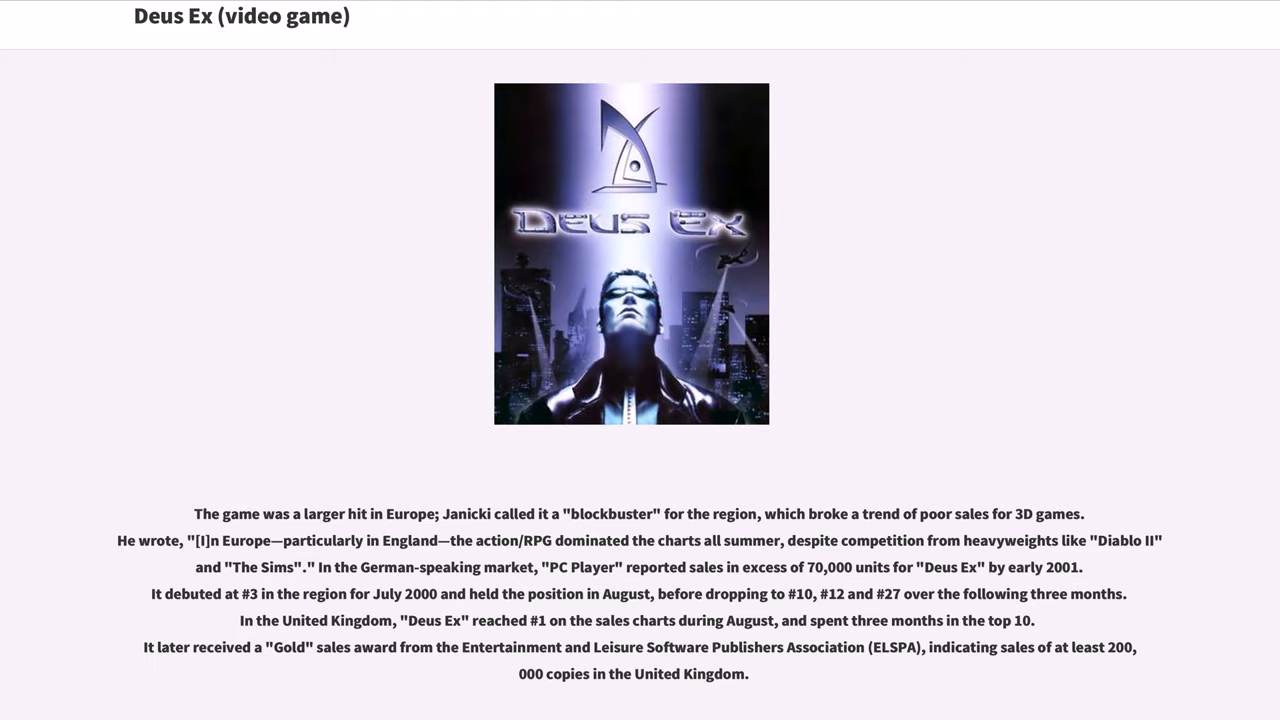 Deus Ex (video game)
Deus Ex
The game was a larger hit in Europe; Janicki called it a "blockbuster" for the region, which broke a trend of poor sales for 3D games.
He wrote, "[I]n Europe—particularly in England—the action/RPG dominated the charts all summer, despite competition from heavyweights like "Diablo II"
and "The Sims"." In the German-speaking market, "PC Player" reported sales in excess of 70,000 units for "Deus Ex" by early 2001.
It debuted at #3 in the region for July 2000 and held the position in August, before dropping to #10, #12 and #27 over the following three months.
In the United Kingdom, "Deus Ex" reached #1 on the sales charts during August, and spent three months in the top 10.
It later received a "Gold" sales award from the Entertainment and Leisure Software Publishers Association (ELSPA), indicating sales of at least 200,
000 copies in the United Kingdom.